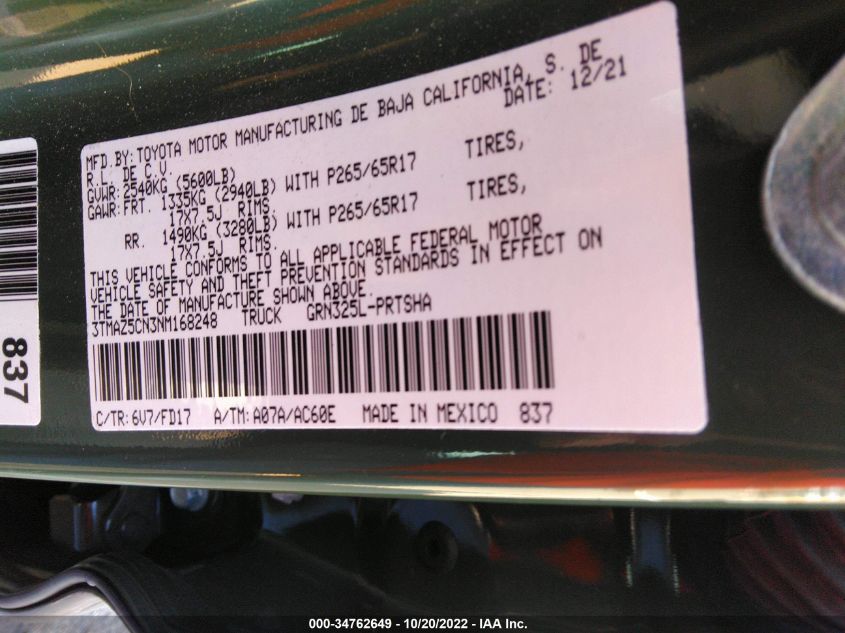 MFD.BY:TOYOTA MOTOR MANUFACTURING DE BAJA CALIFORNIA, S. DE
R.L. DE C.V. DATE: 12/21
GVWR:2540KG (5600LB)
GAWR:FRT. 1335KG (2940LB) WITH P265/65R17 TIRES,
17X7.5J RIMS.
RR. 1490KG (3280LB) WITH P265/65R17 TIRES,
17X7.5J RIMS.
THIS VEHICLE CONFORMS TO ALL APPLICABLE FEDERAL MOTOR
VEHICLE SAFETY AND THEFT PREVENTION STANDARDS IN EFFECT ON
THE DATE OF MANUFACTURE SHOWN ABOVE.
3TMAZ5CN3NM168248 TRUCK GRN325L-PRTSHA
C/TR: 6V7/FD17 A/TM: A07A/AC60E MADE IN MEXICO 837
837
000-34762649 - 10/20/2022 - IAA Inc.